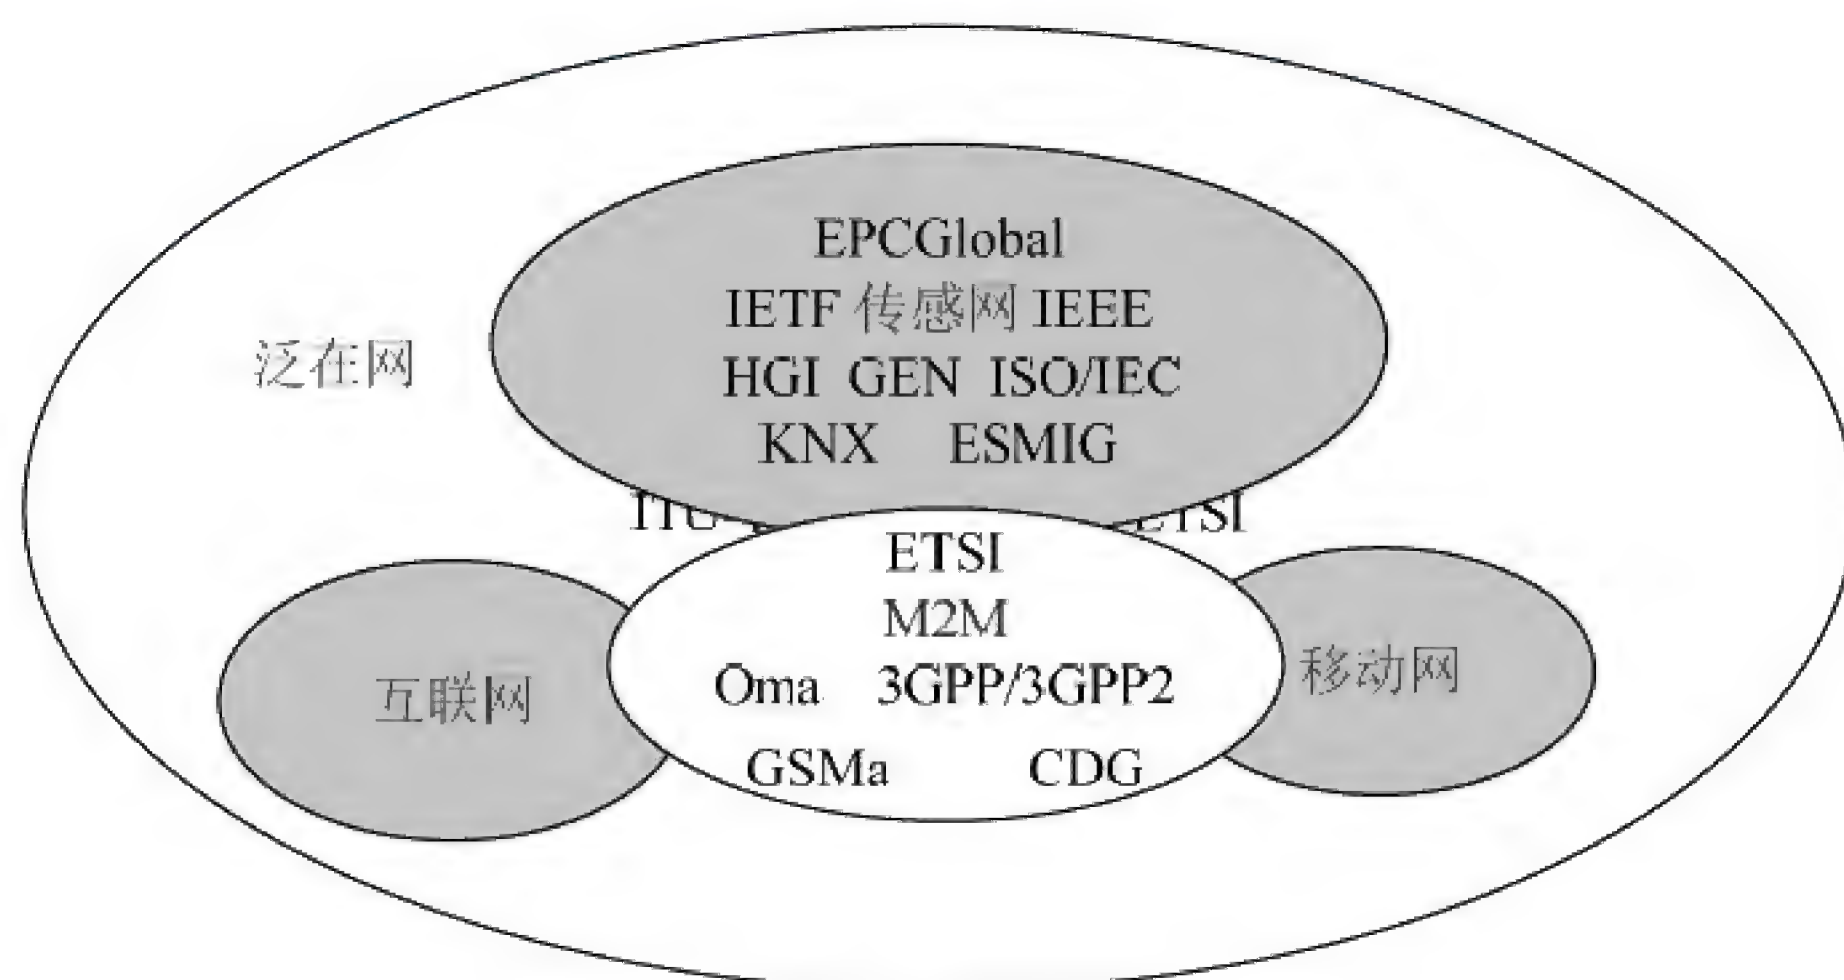 EPCGlobal
IETF 传感网 IEEE
泛在网
HGI GEN ISO/IEC
KNX ESMIG
ETSI
ETSI
M2M
互联网
Oma 3GPP/3GPP2
移动网
GSMa CDG